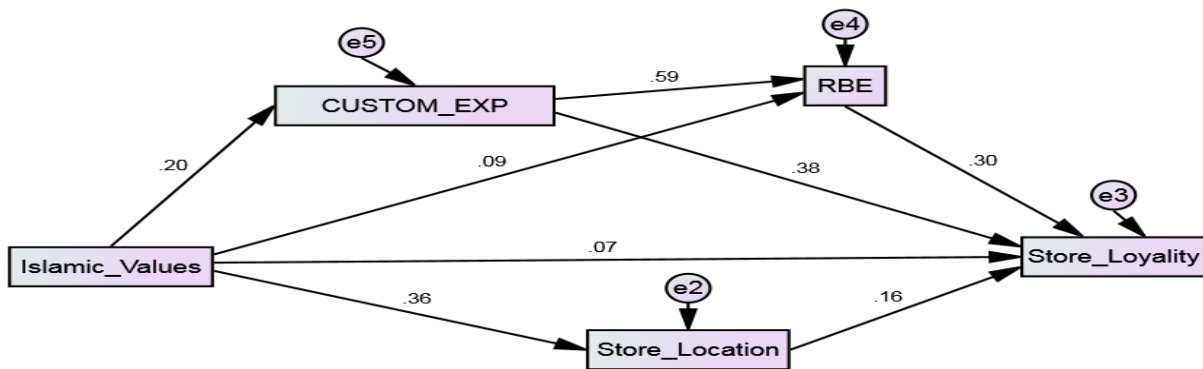 e4
e5
.59
RBE
CUSTOM_EXP
.20
.09
.38
.30
e3
.07
Islamic_Values
Store_Loyality
e2
.36
.16
Store_Location